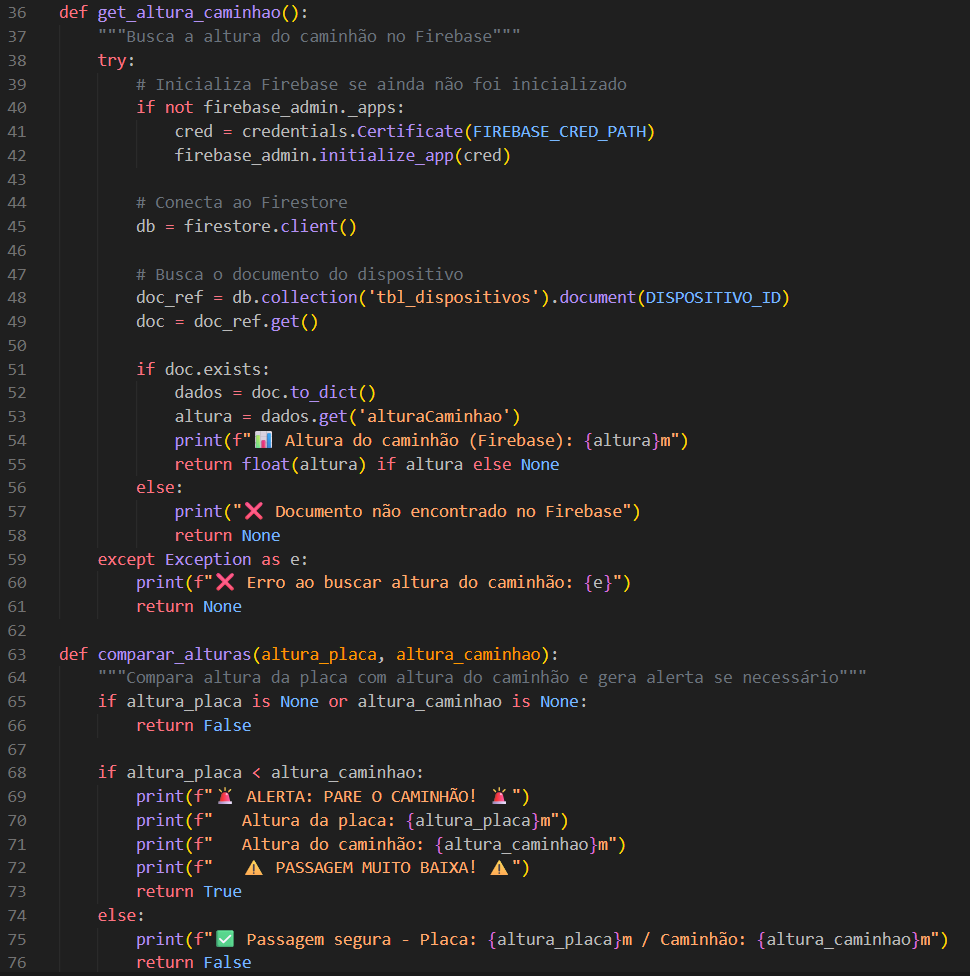 36 def get_altura_caminhao():
37     """Busca a altura do caminhão no Firebase"""
38     try:
39         # Inicializa Firebase se ainda não foi inicializado
40         if not firebase_admin._apps:
41             cred = credentials.Certificate(FIREBASE_CRED_PATH)
42             firebase_admin.initialize_app(cred)
43
44         # Conecta ao Firestore
45         db = firestore.client()
46
47         # Busca o documento do dispositivo
48         doc_ref = db.collection('tbl_dispositivos').document(DISPOSITIVO_ID)
49         doc = doc_ref.get()
50
51         if doc.exists:
52             dados = doc.to_dict()
53             altura = dados.get('alturaCaminhao')
54             print(f"📊 Altura do caminhão (Firebase): {altura}m")
55             return float(altura) if altura else None
56         else:
57             print("❌ Documento não encontrado no Firebase")
58             return None
59     except Exception as e:
60         print(f"❌ Erro ao buscar altura do caminhão: {e}")
61         return None
62
63 def comparar_alturas(altura_placa, altura_caminhao):
64     """Compara altura da placa com altura do caminhão e gera alerta se necessário"""
65     if altura_placa is None or altura_caminhao is None:
66         return False
67
68     if altura_placa < altura_caminhao:
69         print(f"🚨 ALERTA: PARE O CAMINHÃO! 🚨")
70         print(f"   Altura da placa: {altura_placa}m")
71         print(f"   Altura do caminhão: {altura_caminhao}m")
72         print(f"   ⚠️ PASSAGEM MUITO BAIXA! ⚠️")
73         return True
74     else:
75         print(f"✅ Passagem segura - Placa: {altura_placa}m / Caminhão: {altura_caminhao}m")
76         return False